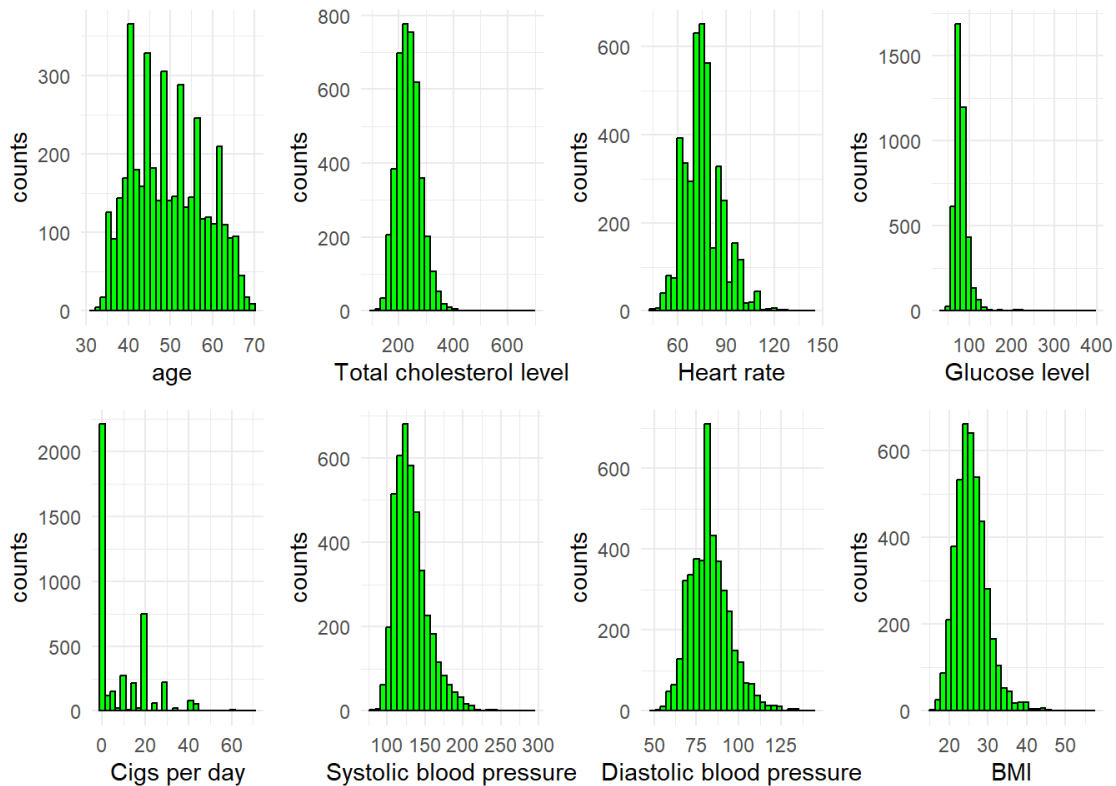 counts
300
200
100
0
30 40 50 60 70
age
counts
800
600
400
200
0
200 400 600
Total cholesterol level
counts
600
400
200
0
60 90 120 150
Heart rate
counts
1500
1000
500
0
100 200 300 400
Glucose level
counts
2000
1500
1000
500
0
0 20 40 60
Cigs per day
counts
600
400
200
0
100 150 200 250 300
Systolic blood pressure
counts
600
400
200
0
50 75 100 125
Diastolic blood pressure
counts
600
400
200
0
20 30 40 50
BMI